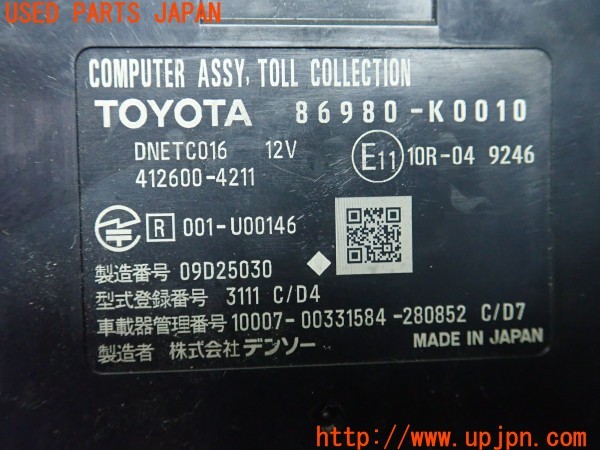 USED PARTS JAPAN
COMPUTER ASSY, TOLL COLLECTION
TOYOTA 86980-K0010
DNETC016 12V
412600-4211
E11 10R-04 9246
R 001-U00146
製造番号 09D25030
型式登録番号 3111 C/D4
車載器管理番号 10007-00331584-280852 C/D7
製造者 株式会社デンソー
MADE IN JAPAN
UPJ
http://www.upjpn.com